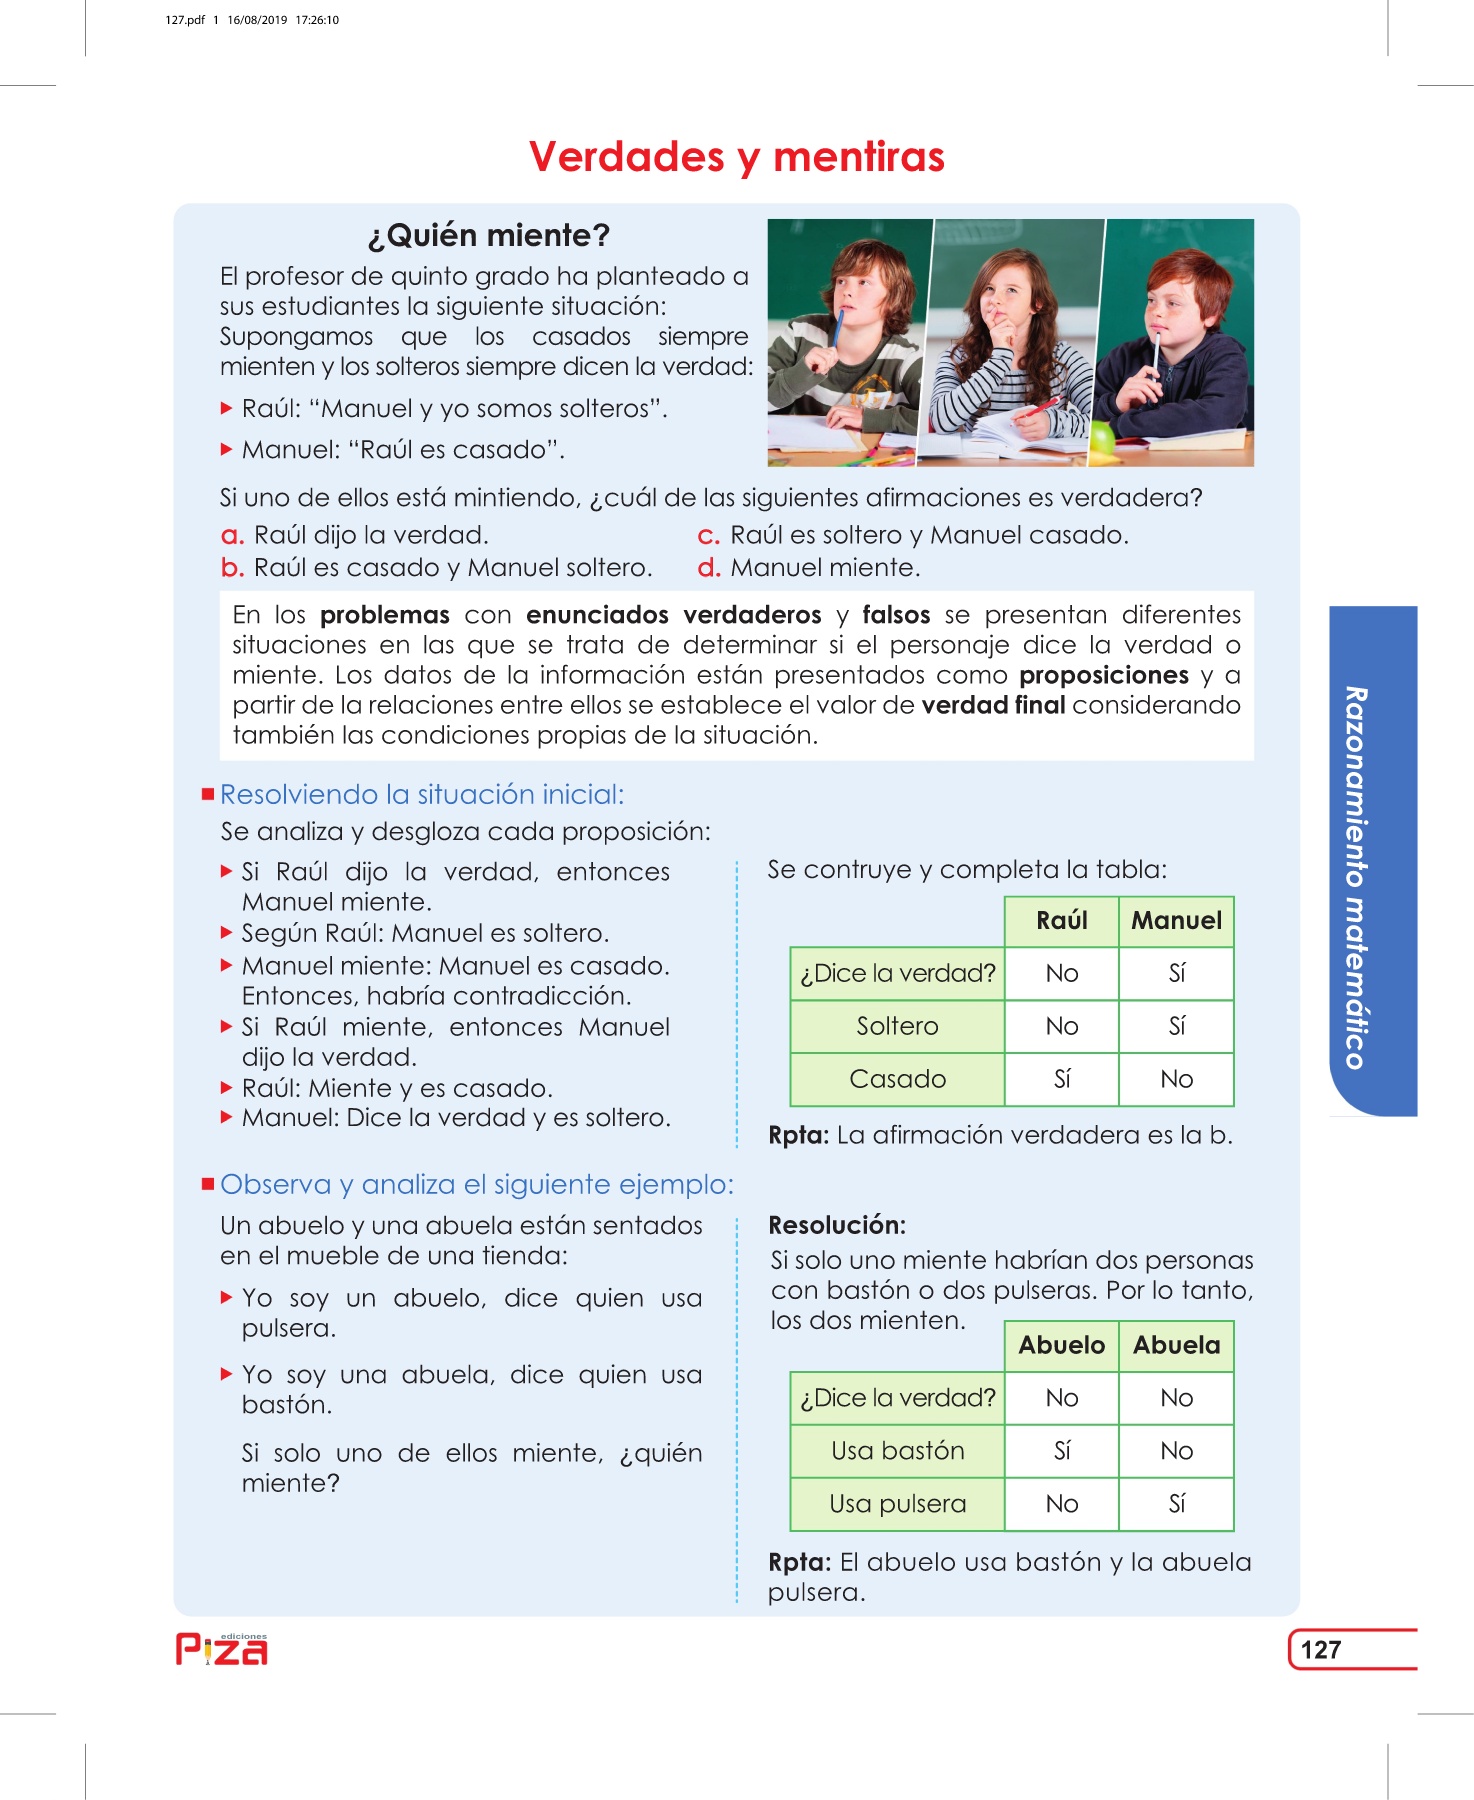 127.pdf 1 16/08/2019 17:26:10
Verdades y mentiras
¿Quién miente?
El profesor de quinto grado ha planteado a
sus estudiantes la siguiente situación:
Supongamos que los casados siempre
mienten y los solteros siempre dicen la verdad:
Raúl: “Manuel y yo somos solteros”.
Manuel: “Raúl es casado”.
Si uno de ellos está mintiendo, ¿cuál de las siguientes afirmaciones es verdadera?
a. Raúl dijo la verdad.
b. Raúl es casado y Manuel soltero.
c. Raúl es soltero y Manuel casado.
d. Manuel miente.
En los problemas con enunciados verdaderos y falsos se presentan diferentes
situaciones en las que se trata de determinar si el personaje dice la verdad o
miente. Los datos de la información están presentados como proposiciones y a
partir de la relaciones entre ellos se establece el valor de verdad final considerando
también las condiciones propias de la situación.
Resolviendo la situación inicial:
Se analiza y desgloza cada proposición:
Si Raúl dijo la verdad, entonces
Manuel miente.
Según Raúl: Manuel es soltero.
Manuel miente: Manuel es casado.
Entonces, habría contradicción.
Si Raúl miente, entonces Manuel
dijo la verdad.
Raúl: Miente y es casado.
Manuel: Dice la verdad y es soltero.
Se contruye y completa la tabla:
Raúl Manuel
¿Dice la verdad? No Sí
Soltero No Sí
Casado Sí No
Rpta: La afirmación verdadera es la b.
Observa y analiza el siguiente ejemplo:
Un abuelo y una abuela están sentados
en el mueble de una tienda:
Yo soy un abuelo, dice quien usa
pulsera.
Yo soy una abuela, dice quien usa
bastón.
Si solo uno de ellos miente, ¿quién
miente?
Resolución:
Si solo uno miente habrían dos personas
con bastón o dos pulseras. Por lo tanto,
los dos mienten.
Abuelo Abuela
¿Dice la verdad? No No
Usa bastón Sí No
Usa pulsera No Sí
Rpta: El abuelo usa bastón y la abuela
pulsera.
Razonamiento matemático
ediciones
Piza
127